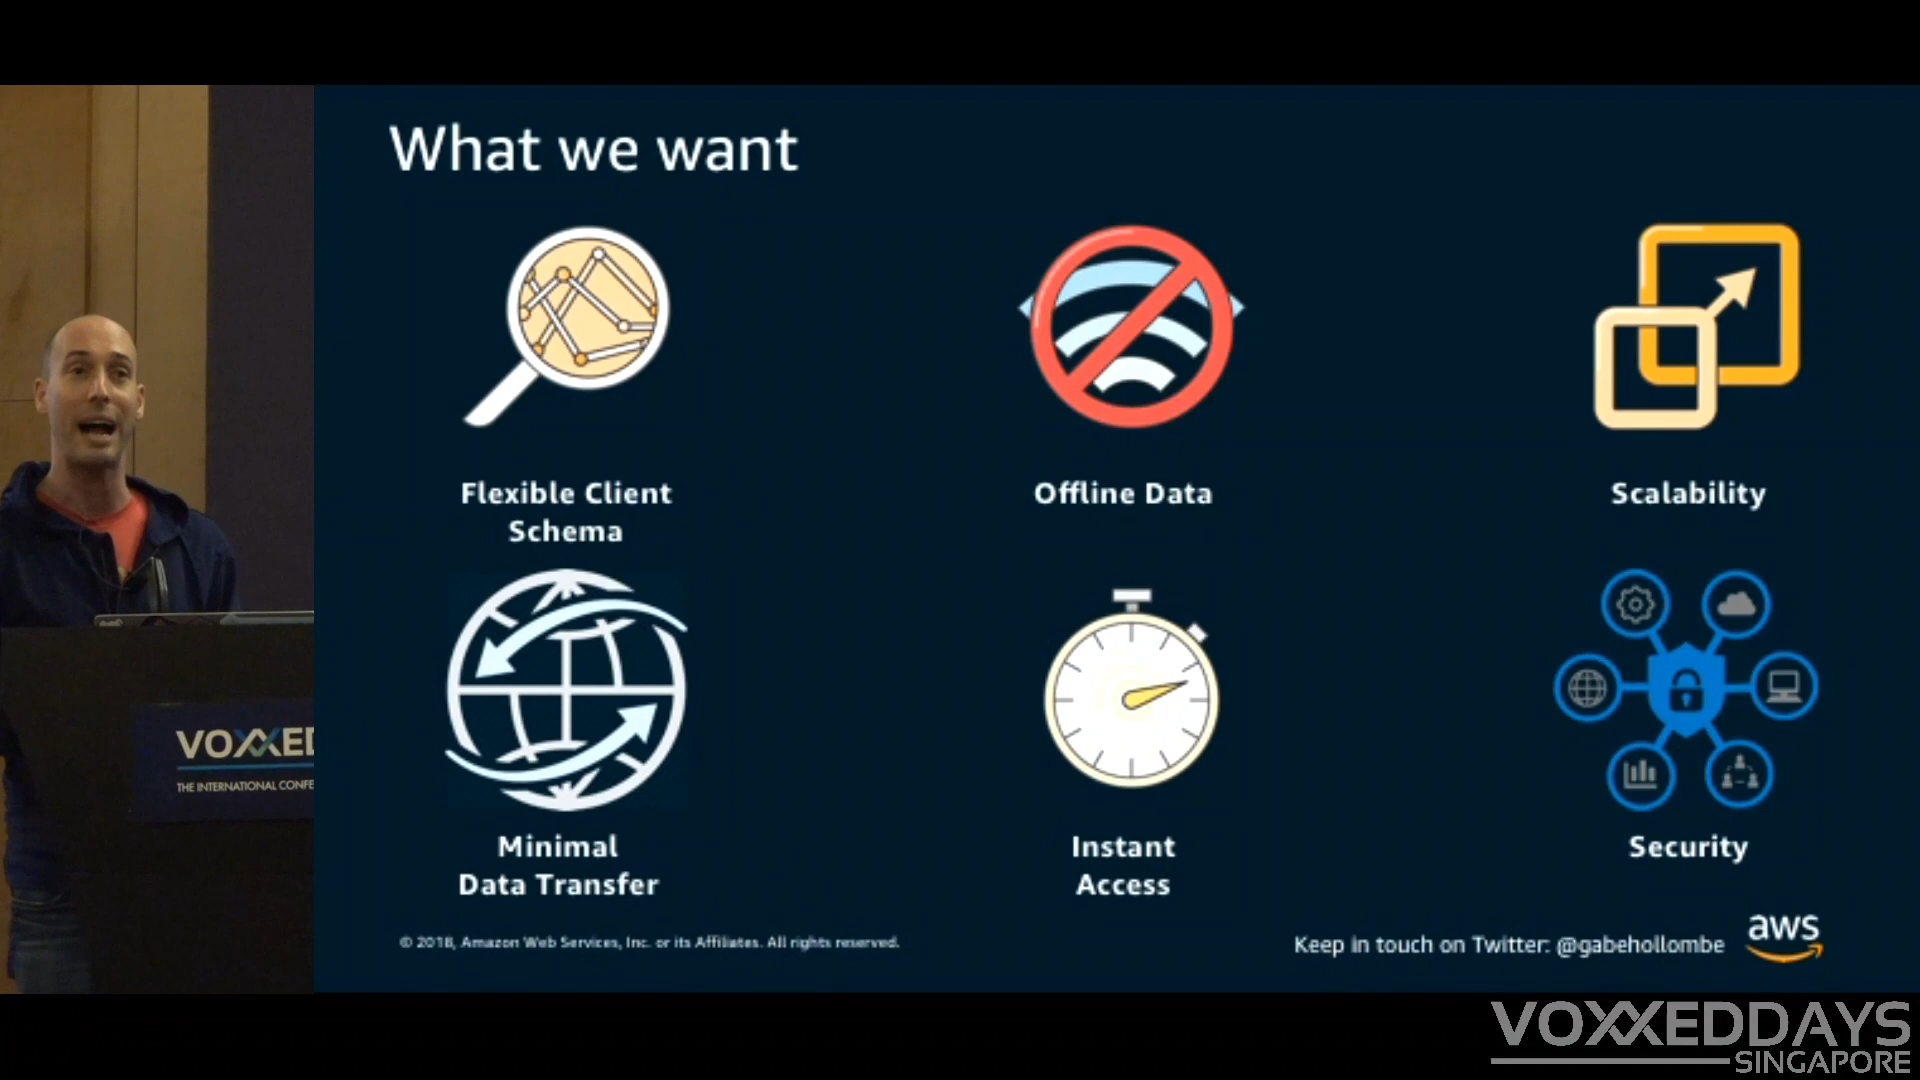 What we want
Flexible Client
Schema
Offline Data
Scalability
Minimal
Data Transfer
Instant
Access
Security
© 2018, Amazon Web Services, Inc. or its Affiliates. All rights reserved.
Keep in touch on Twitter: @gabehollombe
aws
VOXXED
THE INTERNATIONAL CONFE
VOXXEDDAYS
SINGAPORE